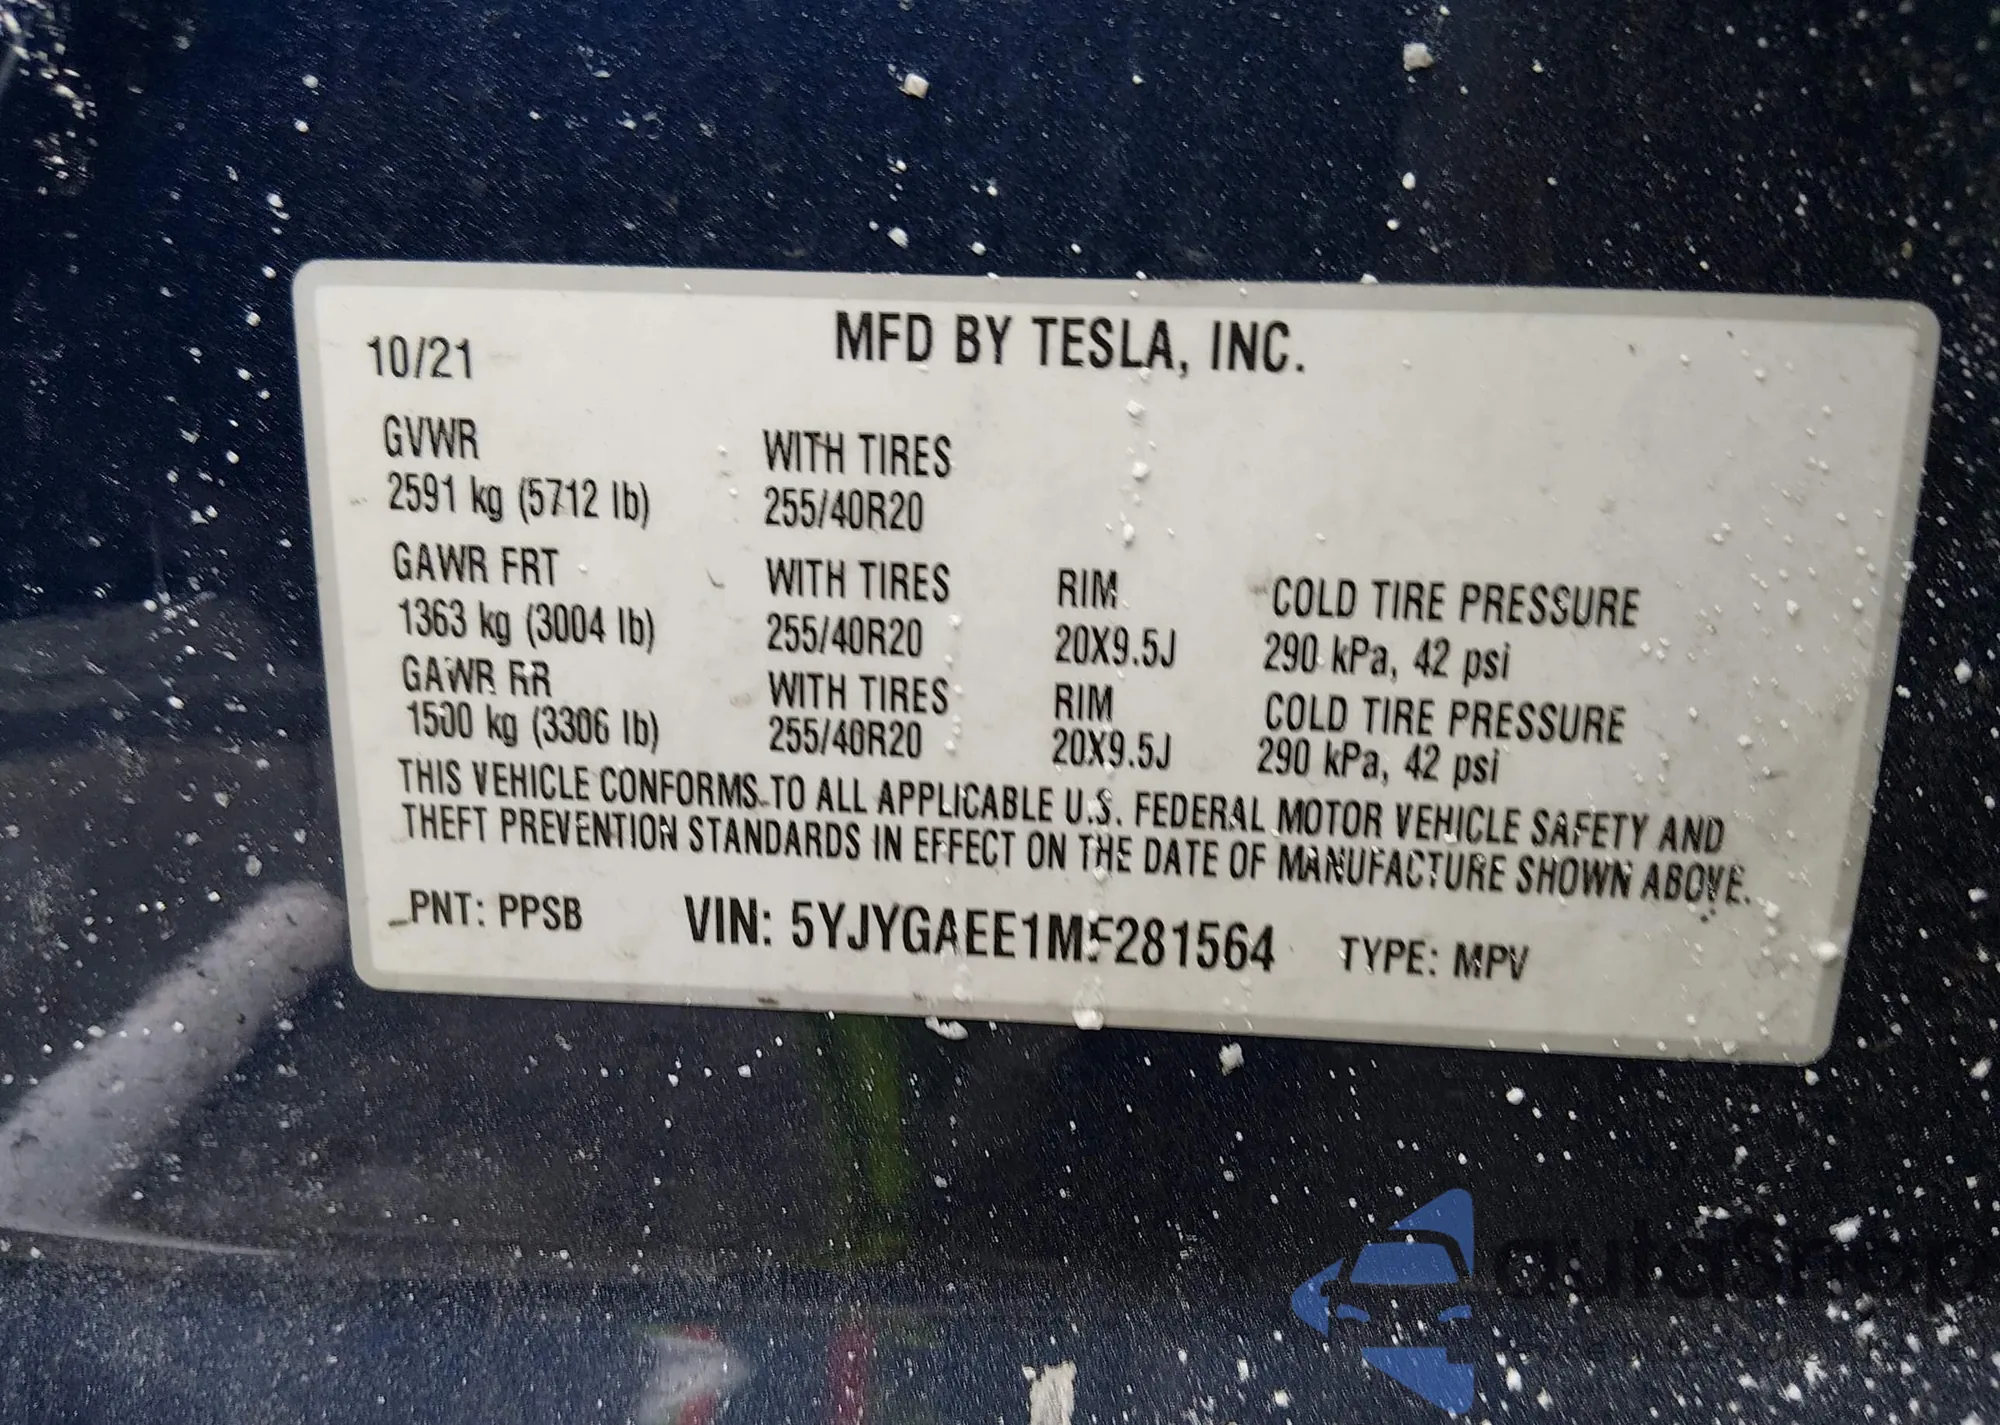 10/21 MFD BY TESLA, INC.
GVWR WITH TIRES
2591 kg (5712 lb) 255/40R20
GAWR FRT WITH TIRES RIM COLD TIRE PRESSURE
1363 kg (3004 lb) 255/40R20 20X9.5J 290 kPa, 42 psi
GAWR RR WITH TIRES RIM COLD TIRE PRESSURE
1500 kg (3306 lb) 255/40R20 20X9.5J 290 kPa, 42 psi
THIS VEHICLE CONFORMS TO ALL APPLICABLE U.S. FEDERAL MOTOR VEHICLE SAFETY AND
THEFT PREVENTION STANDARDS IN EFFECT ON THE DATE OF MANUFACTURE SHOWN ABOVE.
PNT: PPSB VIN: 5YJYGAEE1MF281564 TYPE: MPV
autoSnap